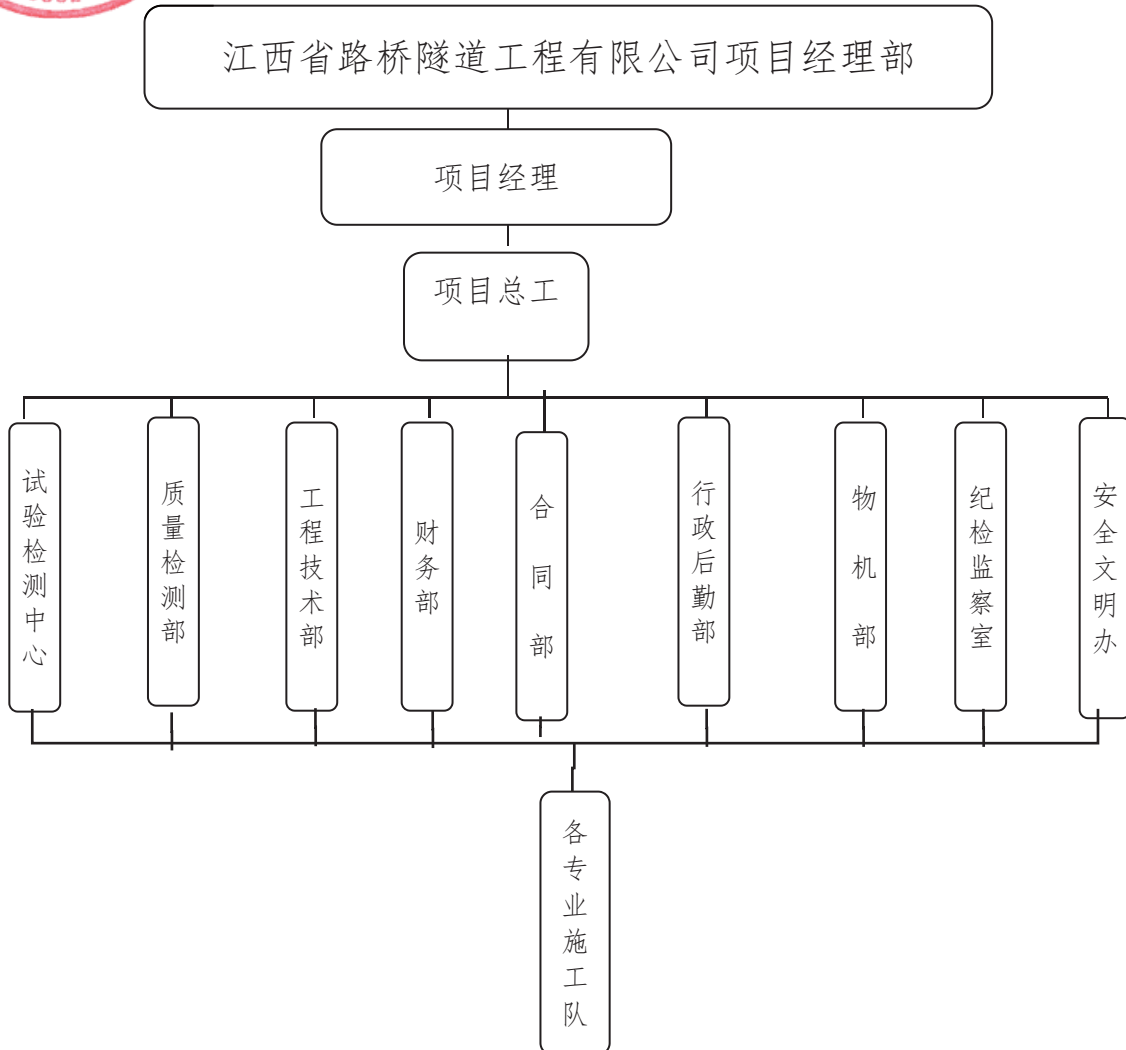 江西省路桥隧道工程有限公司项目经理部
项目经理
项目总工
试验检测中心
质量检测部
工程技术部
财务部
合同部
行政后勤部
物机部
纪检监察室
安全文明办
各专业施工队